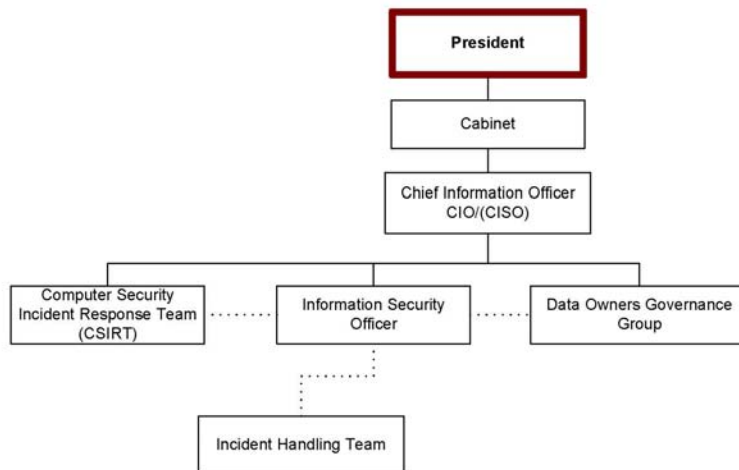 President
Cabinet
Chief Information Officer
CIO/(CISO)
Computer Security
Incident Response Team
(CSIRT)
Information Security
Officer
Data Owners Governance
Group
Incident Handling Team